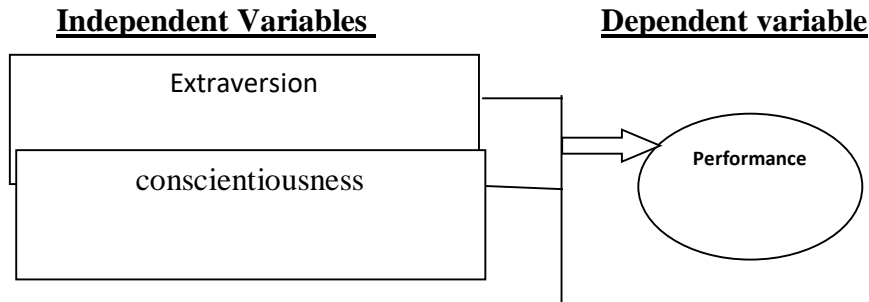 Independent Variables Dependent variable
Extraversion
conscientiousness
Performance